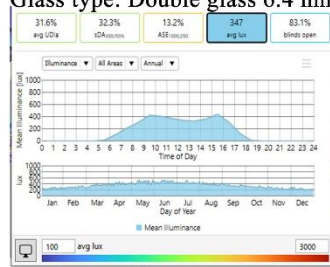 Glass type: Double glass 6.4 mm
31.6% 32.3% 13.2% 347 83.1%
avg UDIa sDA 300/50% ASE 1000,250 avg lux blinds open
Illuminance ▼ All Areas ▼ Annual ▼
Mean Illuminance [lux]
1000
800
600
400
200
0
0 1 2 3 4 5 6 7 8 9 10 11 12 13 14 15 16 17 18 19 20 21 22 23 24
Time of Day
lux
1000
0
Jan Feb Mar Apr May Jun Jul Aug Sep Oct Nov Dec
Day of Year
Mean Illuminance
100 avg lux 3000